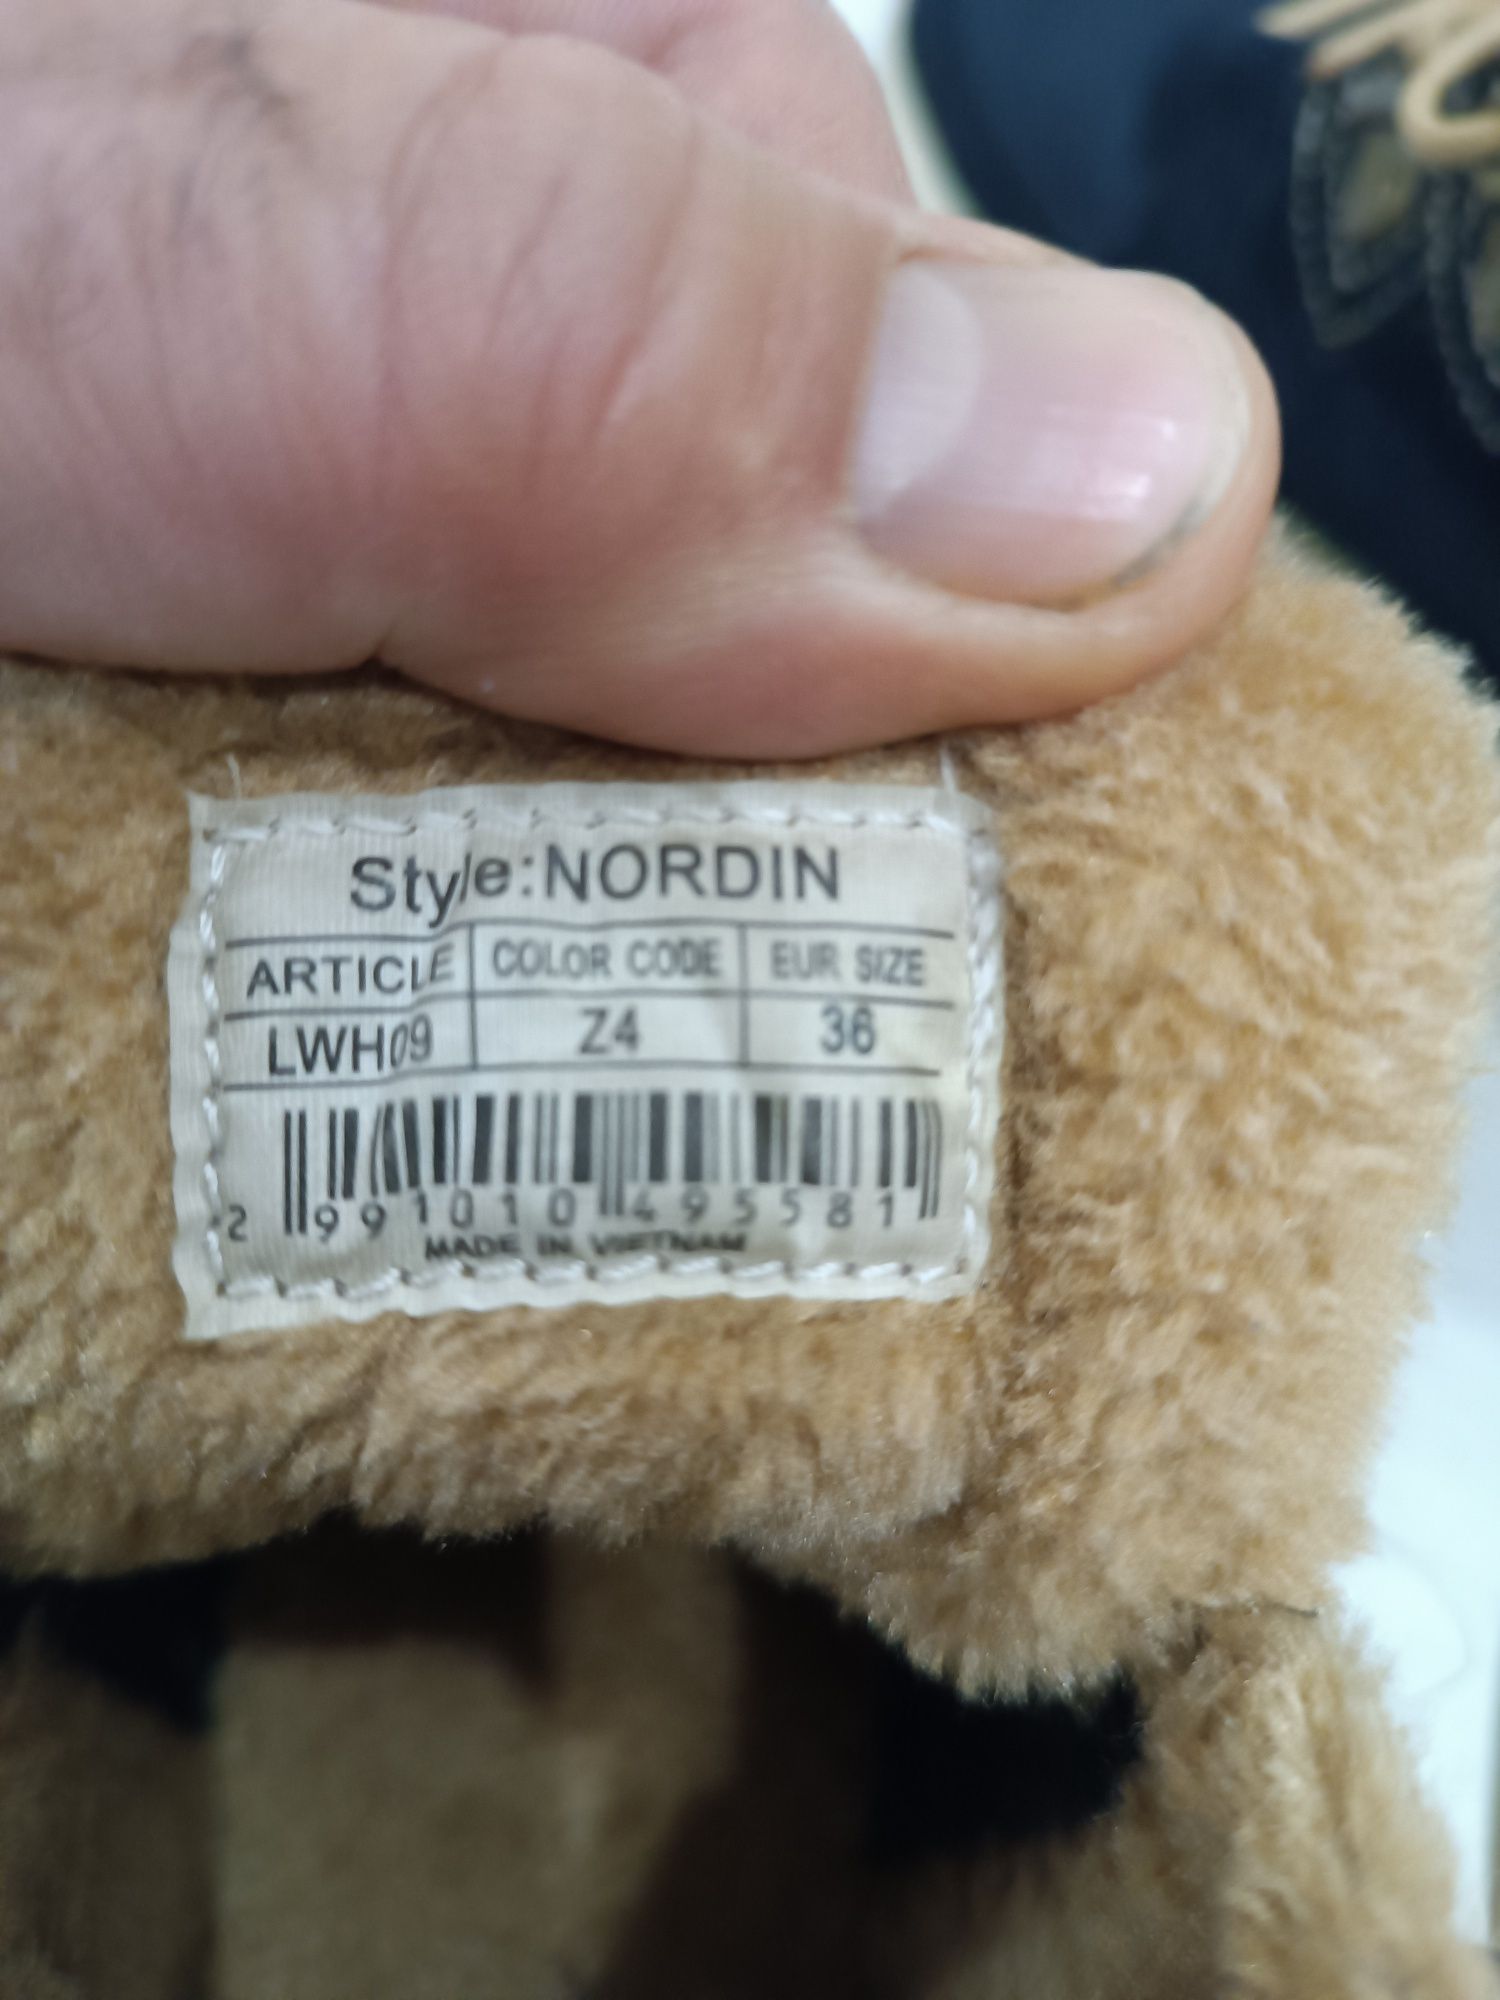 Style:NORDIN
ARTICLE COLOR CODE EUR SIZE
LWH09 Z4 36
2 991010 495581
MADE IN VIETNAM